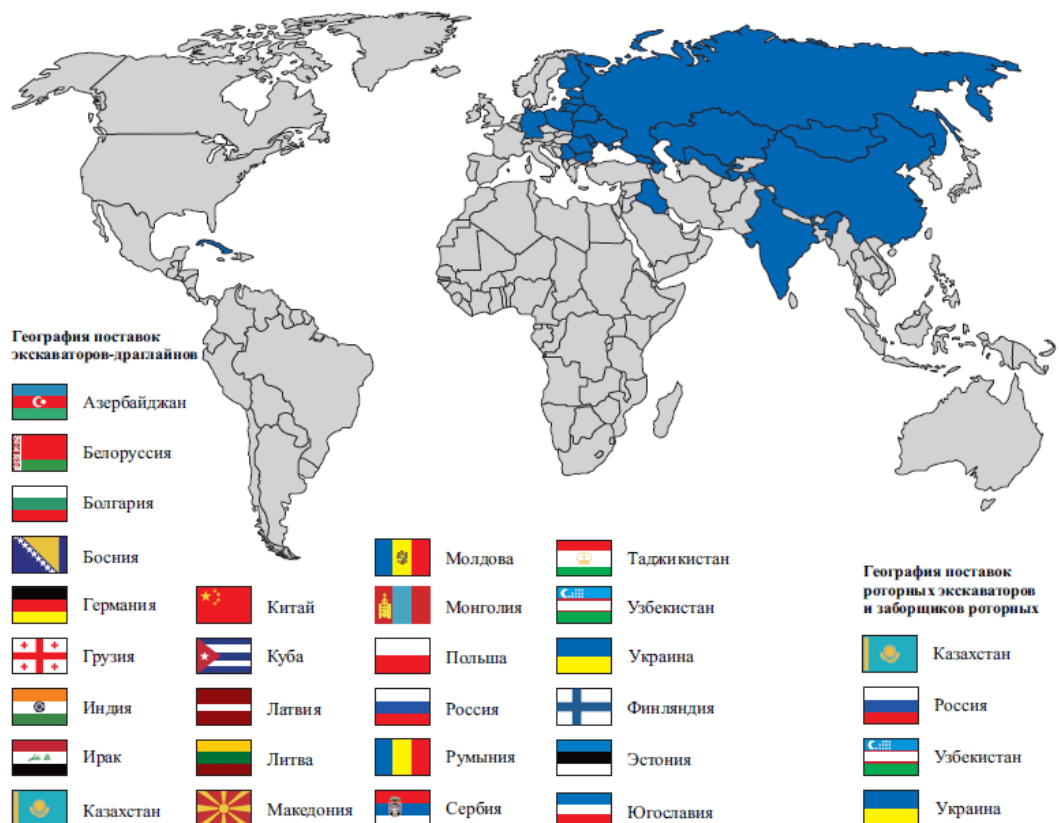 География поставок
экскаваторов-драглайнов
Азербайджан
Белоруссия
Болгария
Босния
Германия
Грузия
Индия
Ирак
Казахстан
Китай
Куба
Латвия
Литва
Македония
Молдова
Монголия
Польша
Россия
Румыния
Сербия
Таджикистан
Узбекистан
Украина
Финляндия
Эстония
Югославия
География поставок
роторных экскаваторов
и заборщиков роторных
Казахстан
Россия
Узбекистан
Украина